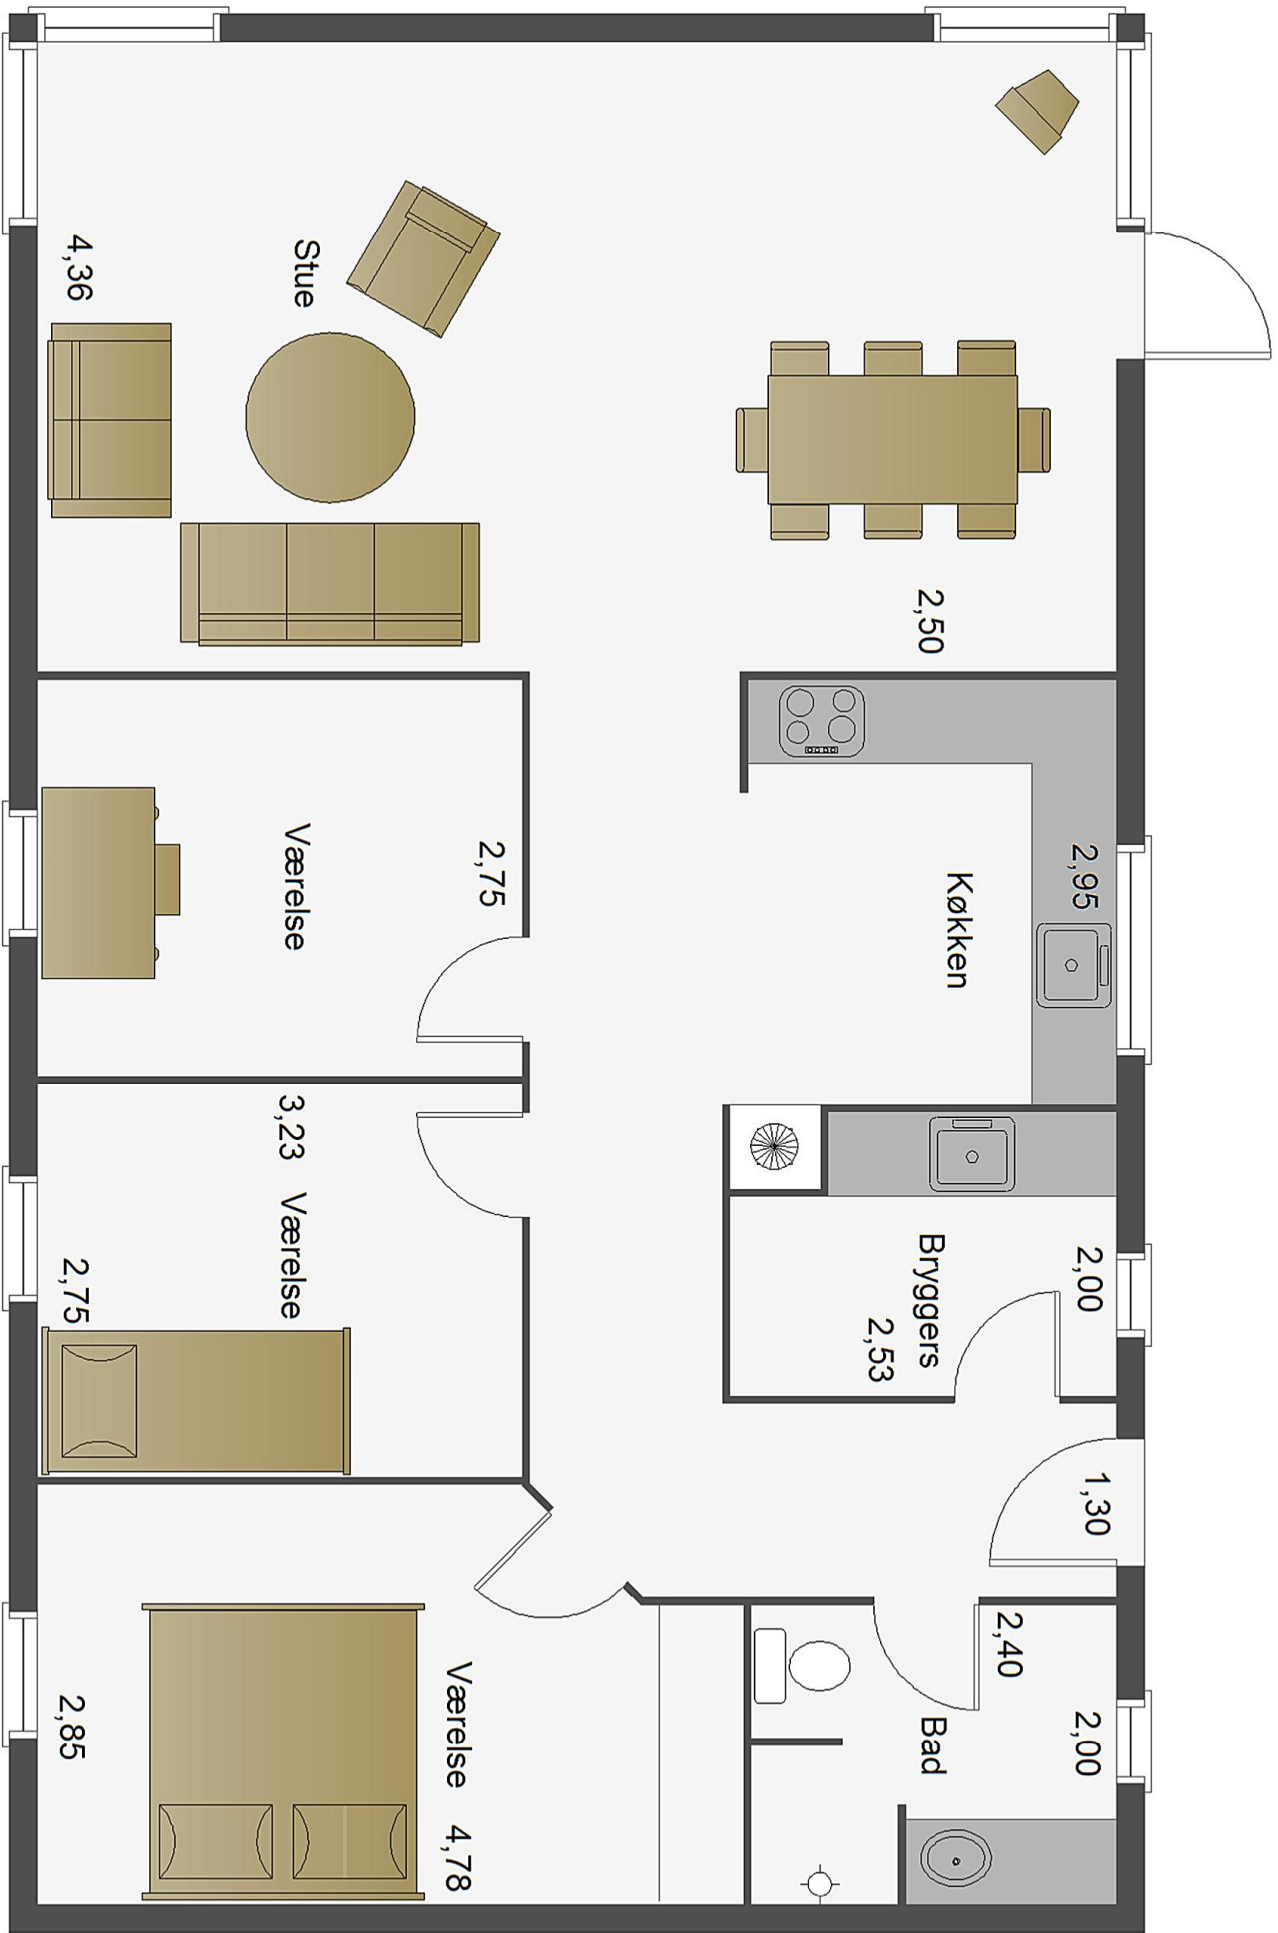 2,95
2,00
1,30
2,00
2,40
Køkken
2,50
Bryggers
Bad
2,53
2,75
Værelse 4,78
Stue
Værelse
3,23 Værelse
4,36
2,75
2,85